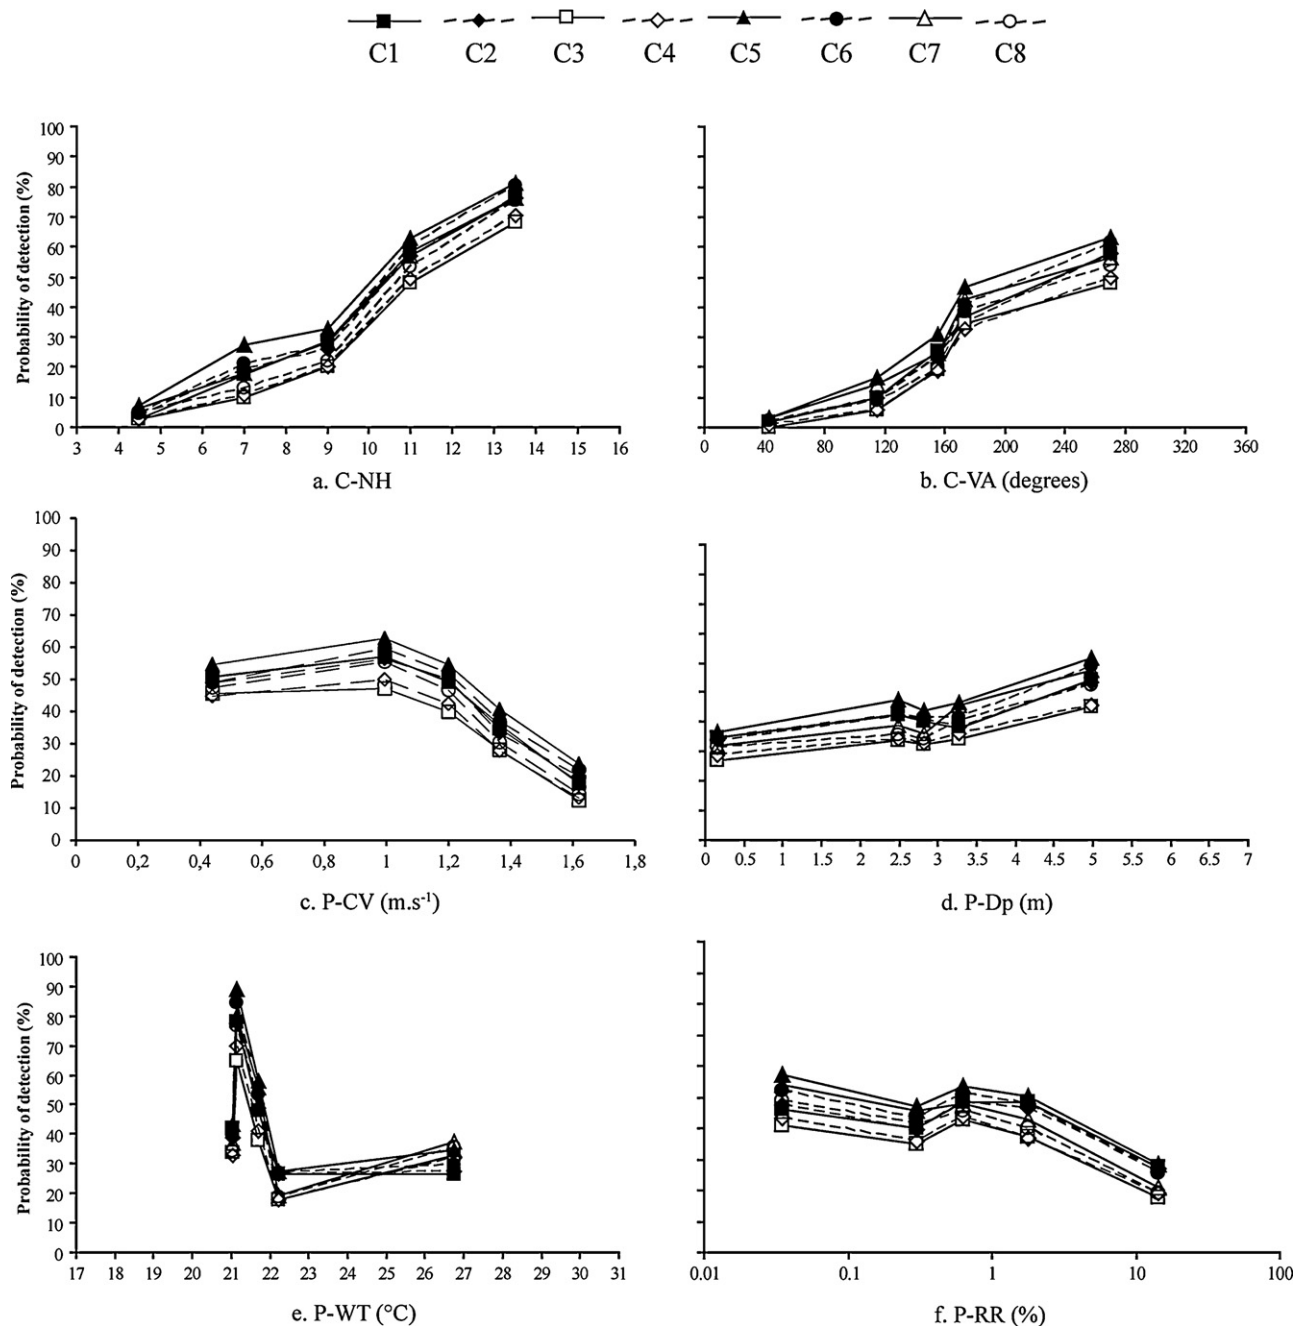 C1 C2 C3 C4 C5 C6 C7 C8
Probability of detection (%)
100
90
80
70
60
50
40
30
20
10
0
3 4 5 6 7 8 9 10 11 12 13 14 15 16
a. C-NH
0 40 80 120 160 200 240 280 320 360
b. C-VA (degrees)
Probability of detection (%)
100
90
80
70
60
50
40
30
20
10
0
0 0,2 0,4 0,6 0,8 1 1,2 1,4 1,6 1,8
c. P-CV (m.s-1)
0 0.5 1 1.5 2 2.5 3 3.5 4 4.5 5 5.5 6 6.5 7
d. P-Dp (m)
Probability of detection (%)
100
90
80
70
60
50
40
30
20
10
0
17 18 19 20 21 22 23 24 25 26 27 28 29 30 31
e. P-WT (°C)
0.01 0.1 1 10 100
f. P-RR (%)